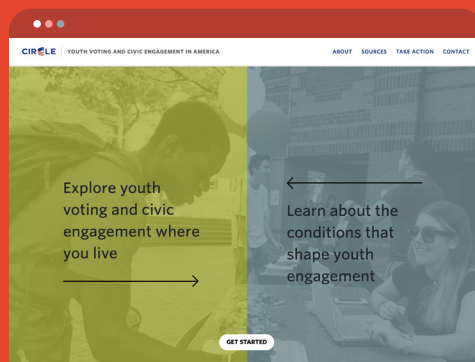 CIRCLE YOUTH VOTING AND CIVIC ENGAGEMENT IN AMERICA
ABOUT SOURCES TAKE ACTION CONTACT
Explore youth
voting and civic
engagement where
you live
Learn about the
conditions that
shape youth
engagement
GET STARTED